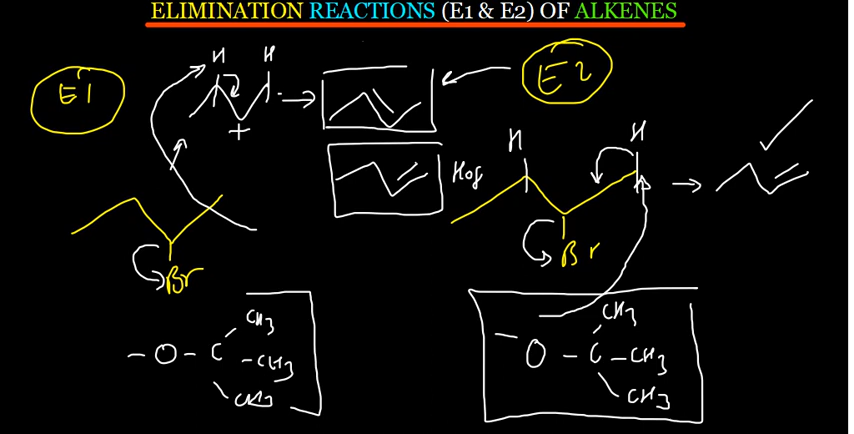 ELIMINATION REACTIONS (E1 & E2) OF ALKENES
E1
H H
+
Br
- O - C - CH3
CH3
CH3
E2
H H
Hof
Br
- O - C - CH3
CH3
CH3